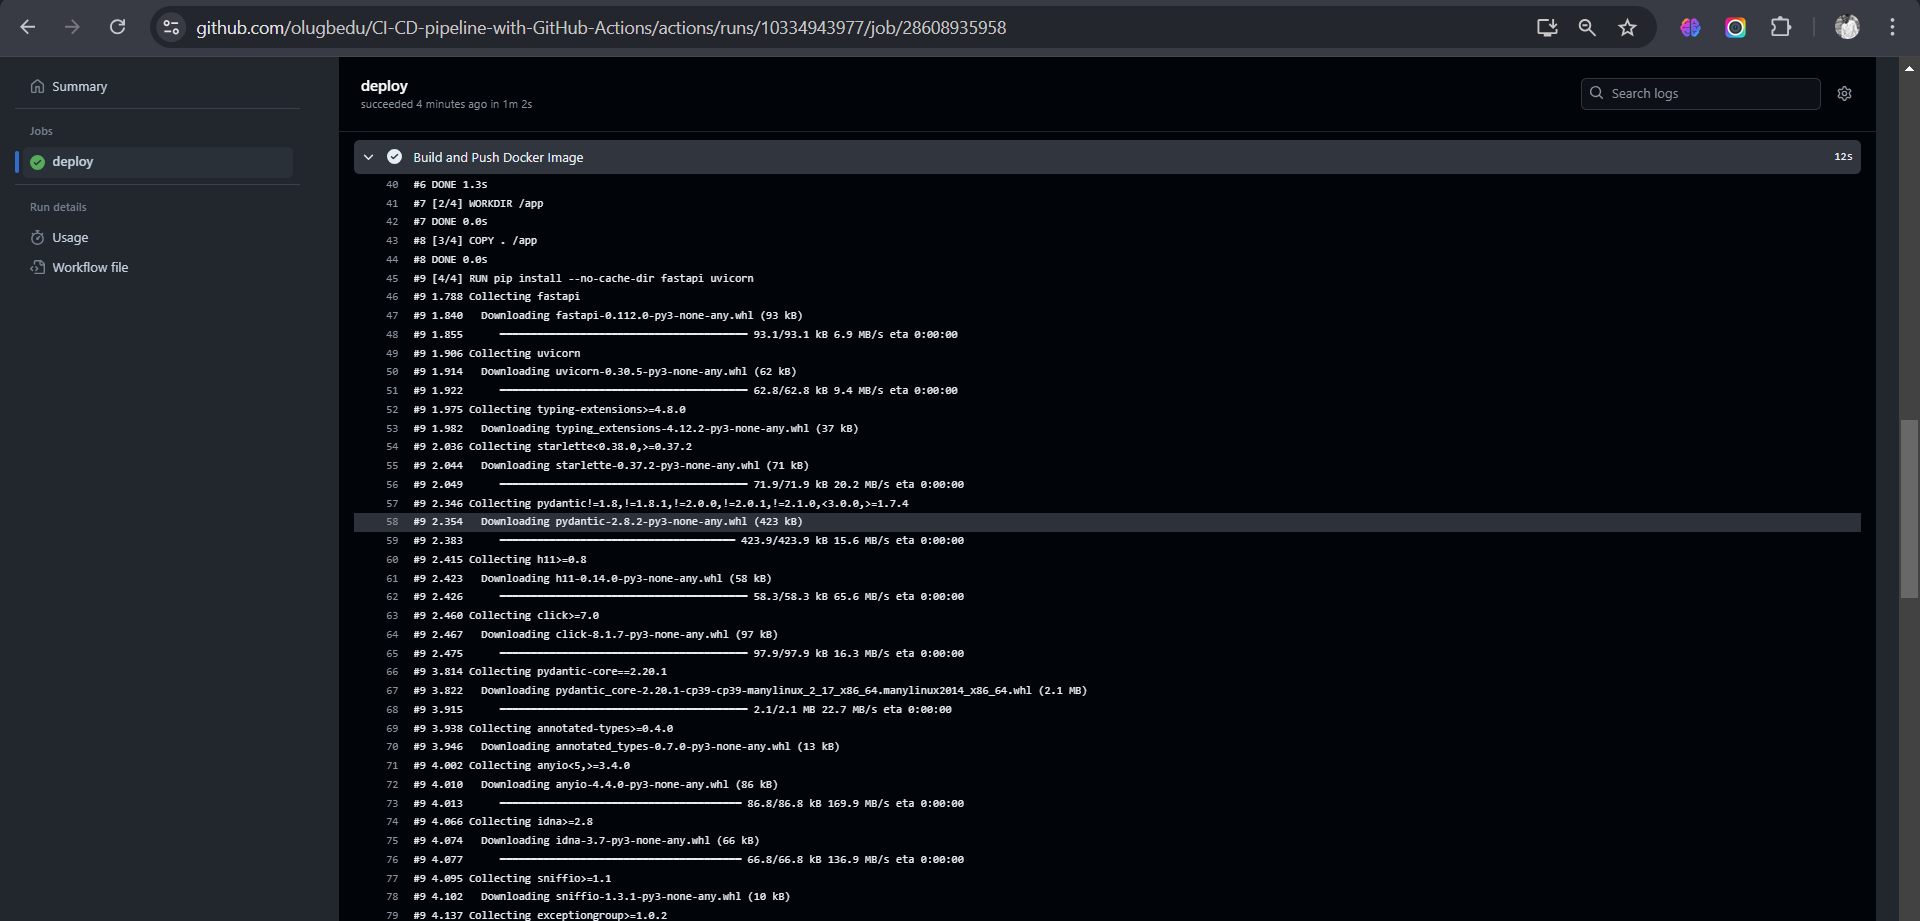 github.com/olugbedu/CI-CD-pipeline-with-GitHub-Actions/actions/runs/10334943977/job/28608935958
Summary
Jobs
deploy
Run details
Usage
Workflow file
deploy
succeeded 4 minutes ago in 1m 2s
Search logs
Build and Push Docker Image 12s
40 #6 DONE 1.3s
41 #7 [2/4] WORKDIR /app
42 #7 DONE 0.0s
43 #8 [3/4] COPY . /app
44 #8 DONE 0.0s
45 #9 [4/4] RUN pip install --no-cache-dir fastapi uvicorn
46 #9 1.788 Collecting fastapi
47 #9 1.840 Downloading fastapi-0.112.0-py3-none-any.whl (93 kB)
48 #9 1.855 ━━━━━━━━━━━━━━━━━━━━━━━━━━━━━━━━━━━━━━━━ 93.1/93.1 kB 6.9 MB/s eta 0:00:00
49 #9 1.906 Collecting uvicorn
50 #9 1.914 Downloading uvicorn-0.30.5-py3-none-any.whl (62 kB)
51 #9 1.922 ━━━━━━━━━━━━━━━━━━━━━━━━━━━━━━━━━━━━━━━━ 62.8/62.8 kB 9.4 MB/s eta 0:00:00
52 #9 1.975 Collecting typing-extensions>=4.8.0
53 #9 1.982 Downloading typing_extensions-4.12.2-py3-none-any.whl (37 kB)
54 #9 2.036 Collecting starlette<0.38.0,>=0.37.2
55 #9 2.044 Downloading starlette-0.37.2-py3-none-any.whl (71 kB)
56 #9 2.049 ━━━━━━━━━━━━━━━━━━━━━━━━━━━━━━━━━━━━━━━━ 71.9/71.9 kB 20.2 MB/s eta 0:00:00
57 #9 2.346 Collecting pydantic!=1.8,!=1.8.1,!=2.0.0,!=2.0.1,!=2.1.0,<3.0.0,>=1.7.4
58 #9 2.354 Downloading pydantic-2.8.2-py3-none-any.whl (423 kB)
59 #9 2.383 ━━━━━━━━━━━━━━━━━━━━━━━━━━━━━━━━━━━━━━ 423.9/423.9 kB 15.6 MB/s eta 0:00:00
60 #9 2.415 Collecting h11>=0.8
61 #9 2.423 Downloading h11-0.14.0-py3-none-any.whl (58 kB)
62 #9 2.426 ━━━━━━━━━━━━━━━━━━━━━━━━━━━━━━━━━━━━━━━━ 58.3/58.3 kB 65.6 MB/s eta 0:00:00
63 #9 2.460 Collecting click>=7.0
64 #9 2.467 Downloading click-8.1.7-py3-none-any.whl (97 kB)
65 #9 2.475 ━━━━━━━━━━━━━━━━━━━━━━━━━━━━━━━━━━━━━━━━ 97.9/97.9 kB 16.3 MB/s eta 0:00:00
66 #9 3.814 Collecting pydantic-core==2.20.1
67 #9 3.822 Downloading pydantic_core-2.20.1-cp39-cp39-manylinux_2_17_x86_64.manylinux2014_x86_64.whl (2.1 MB)
68 #9 3.915 ━━━━━━━━━━━━━━━━━━━━━━━━━━━━━━━━━━━━━━━━ 2.1/2.1 MB 22.7 MB/s eta 0:00:00
69 #9 3.938 Collecting annotated-types>=0.4.0
70 #9 3.946 Downloading annotated_types-0.7.0-py3-none-any.whl (13 kB)
71 #9 4.002 Collecting anyio<5,>=3.4.0
72 #9 4.010 Downloading anyio-4.4.0-py3-none-any.whl (86 kB)
73 #9 4.013 ━━━━━━━━━━━━━━━━━━━━━━━━━━━━━━━━━━━━━━━ 86.8/86.8 kB 169.9 MB/s eta 0:00:00
74 #9 4.066 Collecting idna>=2.8
75 #9 4.074 Downloading idna-3.7-py3-none-any.whl (66 kB)
76 #9 4.077 ━━━━━━━━━━━━━━━━━━━━━━━━━━━━━━━━━━━━━━━ 66.8/66.8 kB 136.9 MB/s eta 0:00:00
77 #9 4.095 Collecting sniffio>=1.1
78 #9 4.102 Downloading sniffio-1.3.1-py3-none-any.whl (10 kB)
79 #9 4.137 Collecting exceptiongroup>=1.0.2